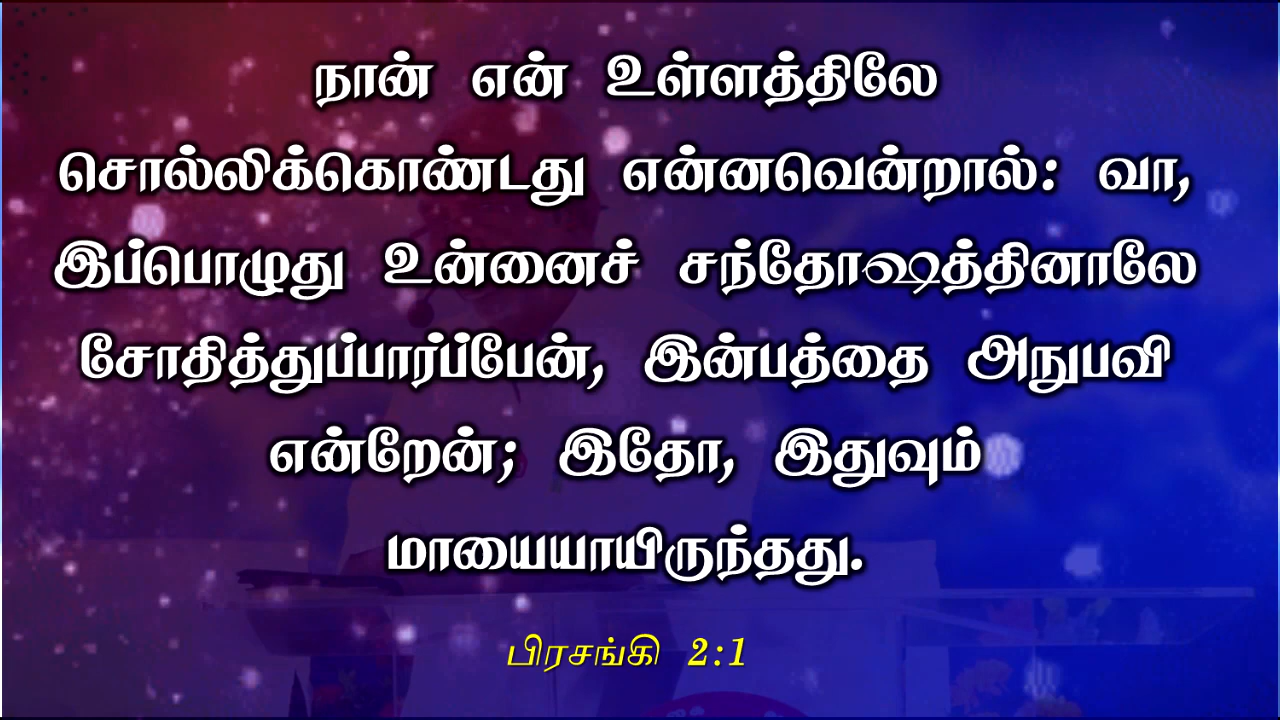 நான் என் உள்ளத்திலே
சொல்லிக்கொண்டது என்னவென்றால்: வா,
இப்பொழுது உன்னைச் சந்தோஷத்தினாலே
சோதித்துப்பார்ப்பேன், இன்பத்தை அநுபவி
என்றேன்; இதோ, இதுவும்
மாயையாயிருந்தது.
பிரசங்கி 2:1